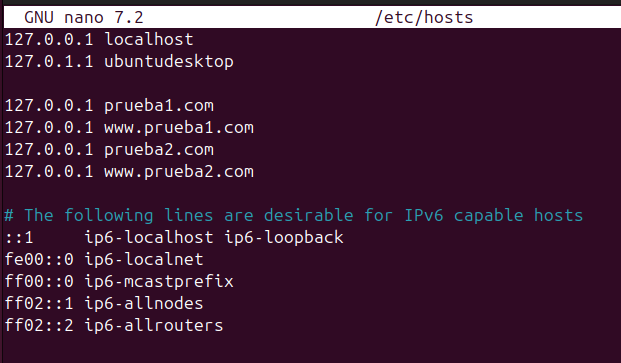 GNU nano 7.2 /etc/hosts
127.0.0.1 localhost
127.0.1.1 ubuntudesktop
127.0.0.1 prueba1.com
127.0.0.1 www.prueba1.com
127.0.0.1 prueba2.com
127.0.0.1 www.prueba2.com
# The following lines are desirable for IPv6 capable hosts
::1 ip6-localhost ip6-loopback
fe00::0 ip6-localnet
ff00::0 ip6-mcastprefix
ff02::1 ip6-allnodes
ff02::2 ip6-allrouters